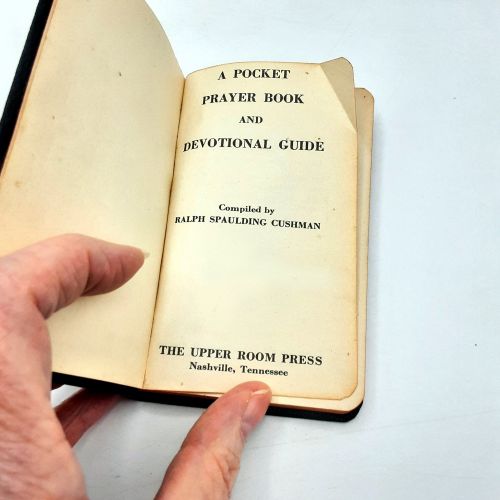 A POCKET
PRAYER BOOK
AND
DEVOTIONAL GUIDE
Compiled by
RALPH SPAULDING CUSHMAN
THE UPPER ROOM PRESS
Nashville, Tennessee